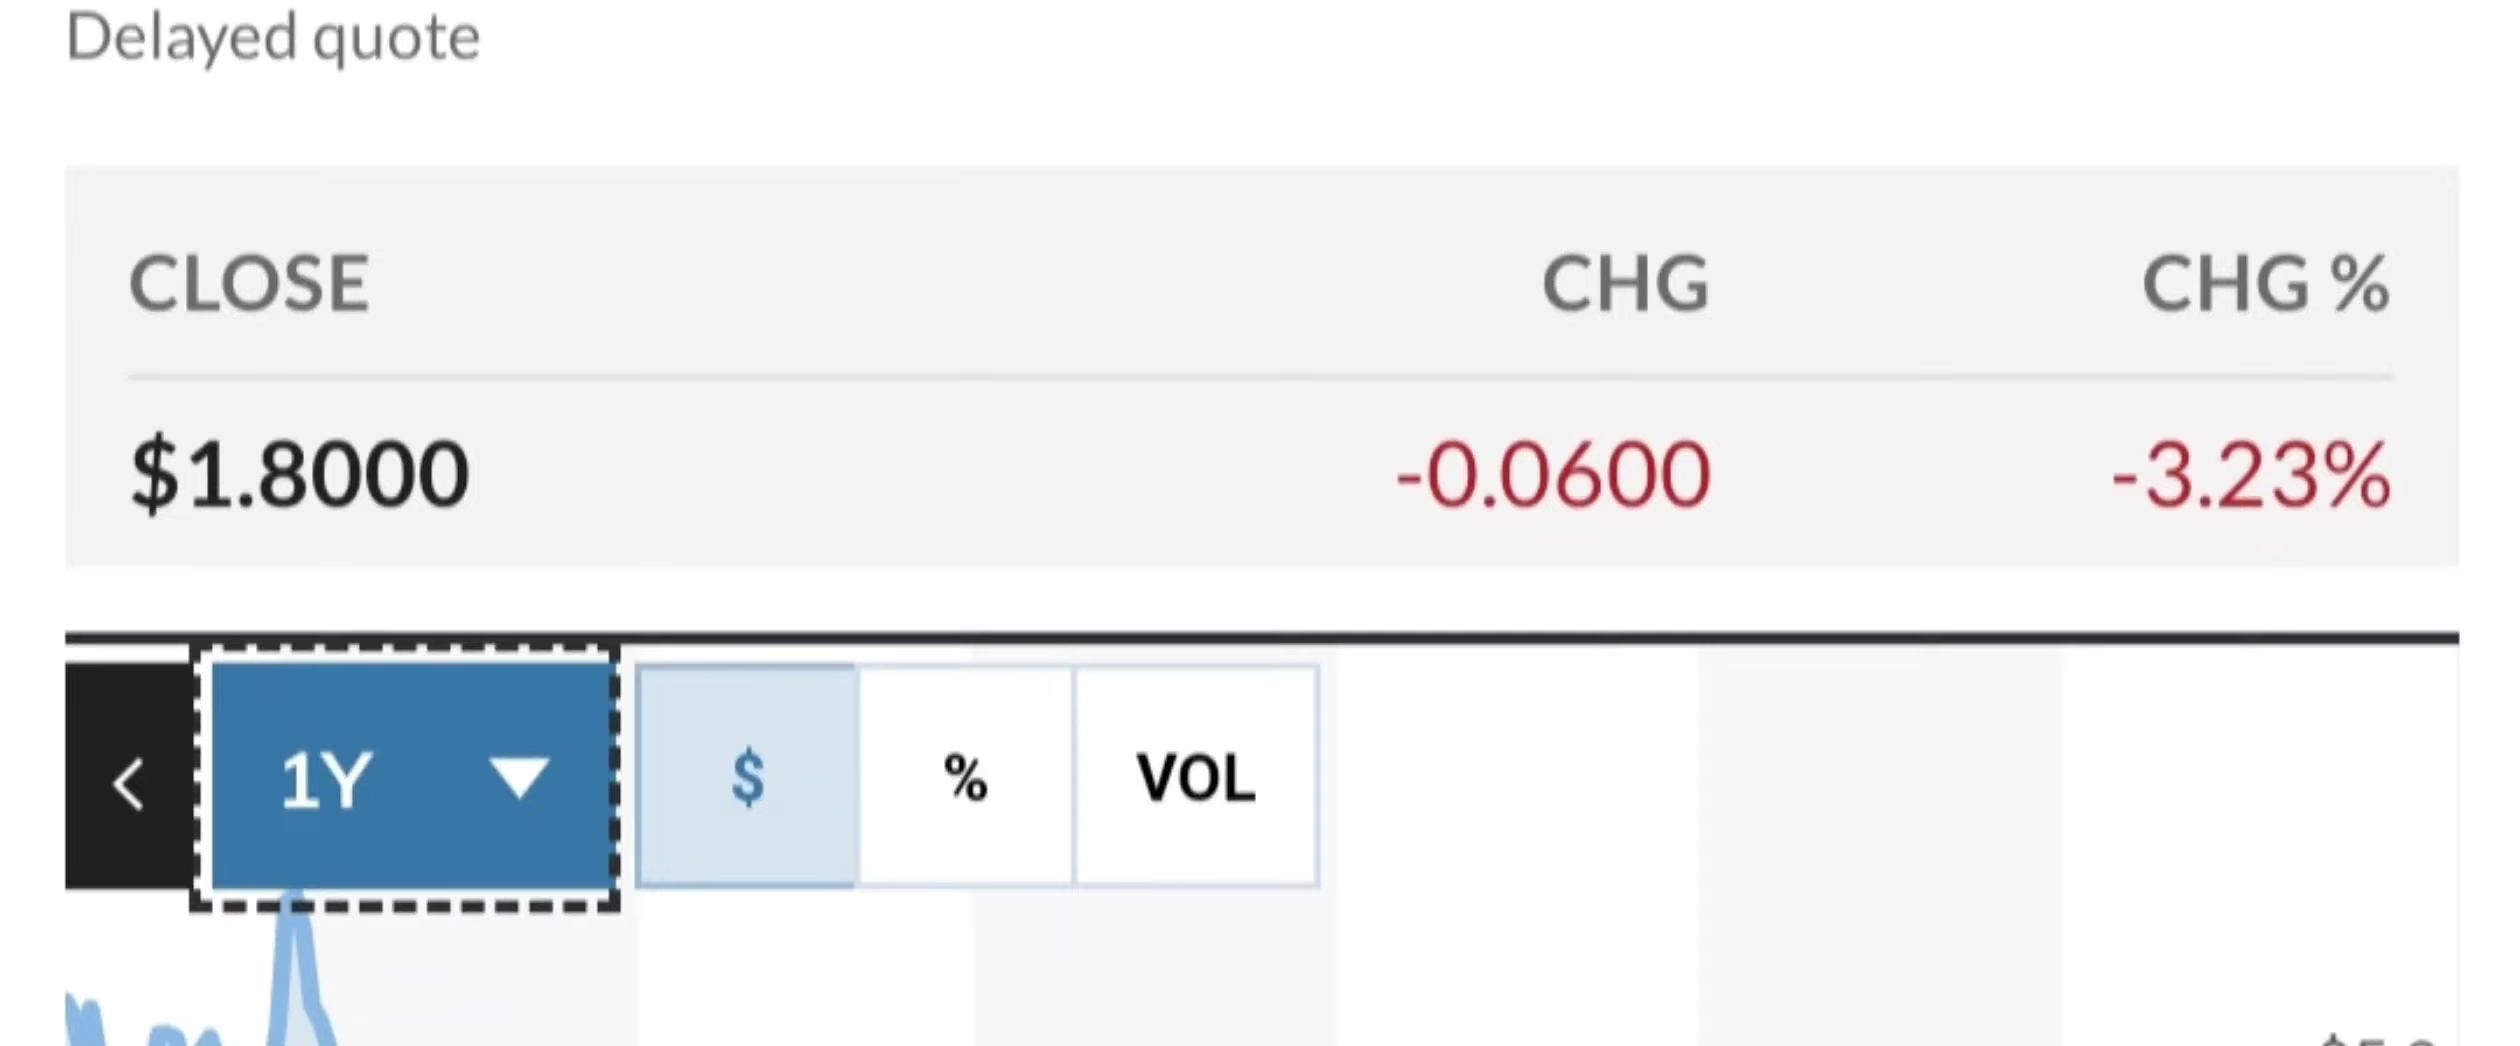 Delayed quote
CLOSE CHG CHG %
$1.8000 -0.0600 -3.23%
1Y $ % VOL